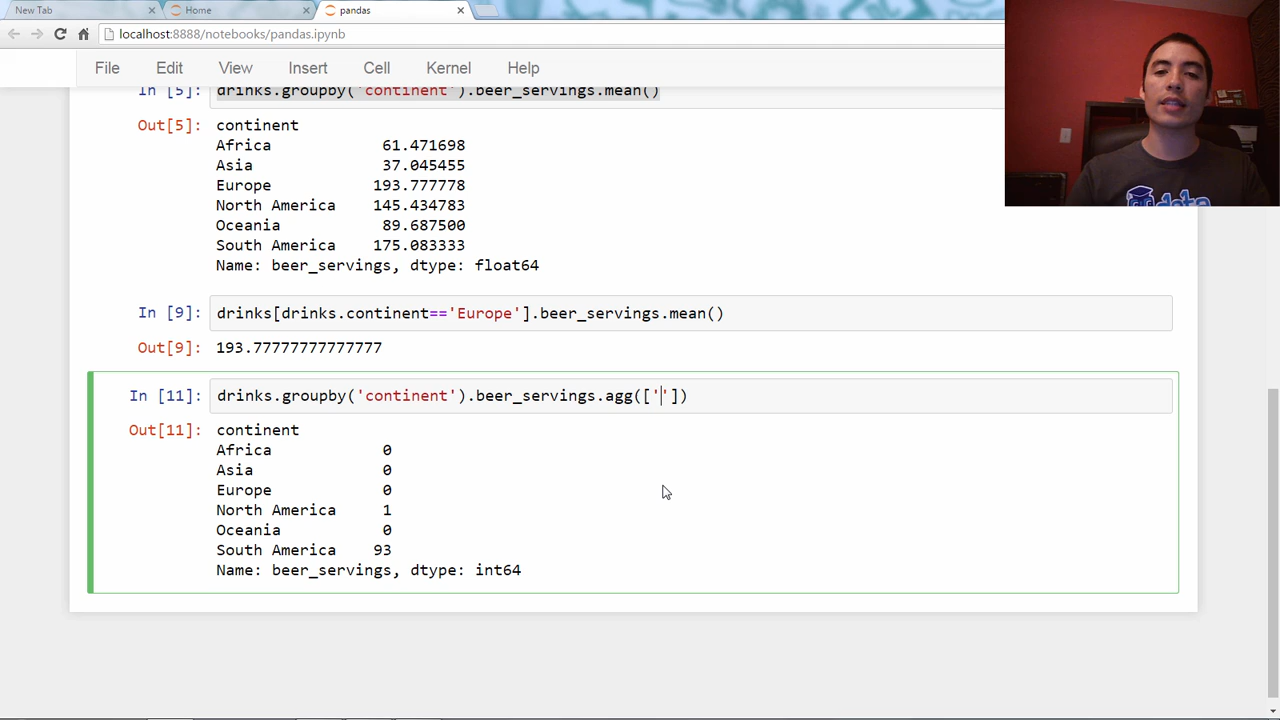 New Tab × Home × pandas ×
localhost:8888/notebooks/pandas.ipynb
File Edit View Insert Cell Kernel Help
In [5]: drinks.groupby('continent').beer_servings.mean()
Out[5]: continent
Africa 61.471698
Asia 37.045455
Europe 193.777778
North America 145.434783
Oceania 89.687500
South America 175.083333
Name: beer_servings, dtype: float64
In [9]: drinks[drinks.continent=='Europe'].beer_servings.mean()
Out[9]: 193.77777777777777
In [11]: drinks.groupby('continent').beer_servings.agg([''])
Out[11]: continent
Africa 0
Asia 0
Europe 0
North America 1
Oceania 0
South America 93
Name: beer_servings, dtype: int64
data